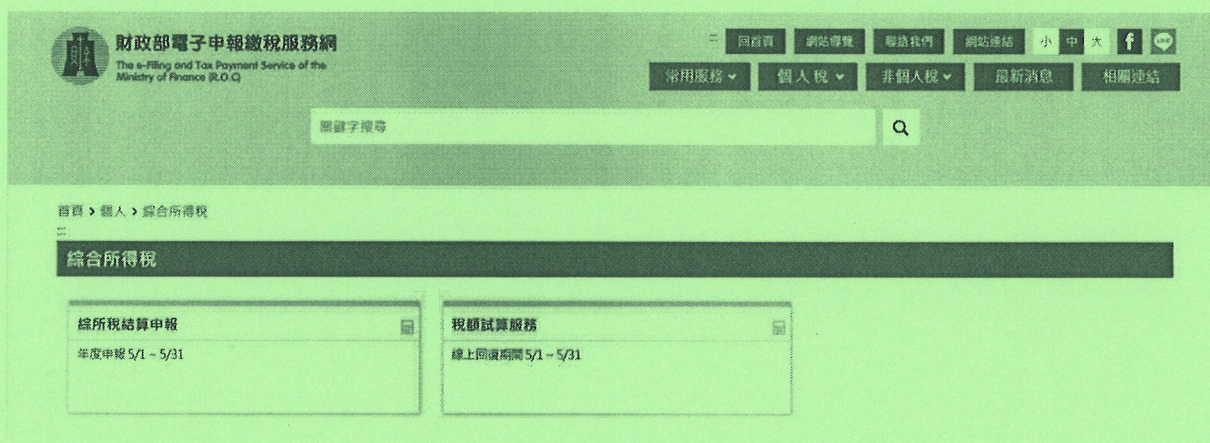 財政部電子申報繳稅服務網
The e-Filing and Tax Payment Service of the
Ministry of Finance (R.O.C)
::: 回首頁 網站導覽 聯絡我們 網站連結 小 中 大 f LINE
常用服務 個人稅 非個人稅 最新消息 相關連結
關鍵字搜尋
首頁 > 個人 > 綜合所得稅
:::
綜合所得稅
綜所稅結算申報
年度申報 5/1 ~ 5/31
稅額試算服務
線上回復期間 5/1 ~ 5/31